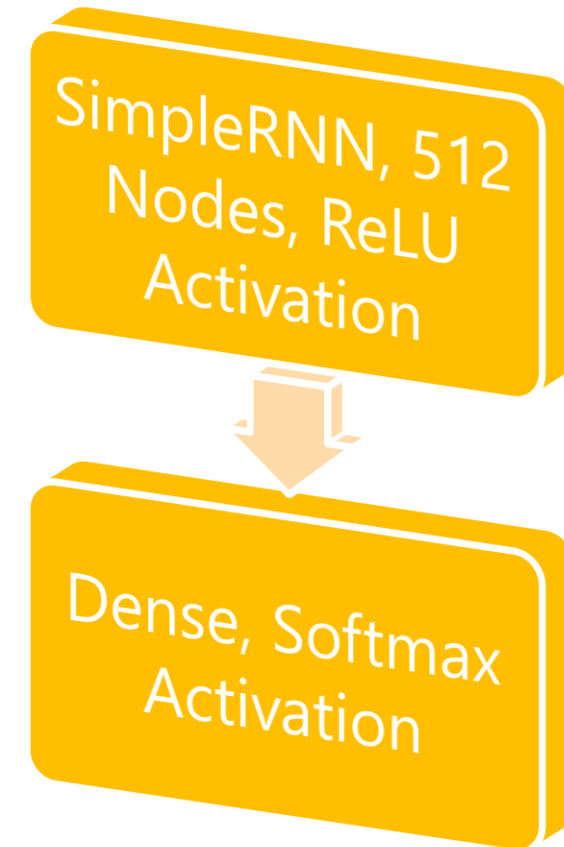 SimpleRNN, 512
Nodes, ReLU
Activation
Dense, Softmax
Activation